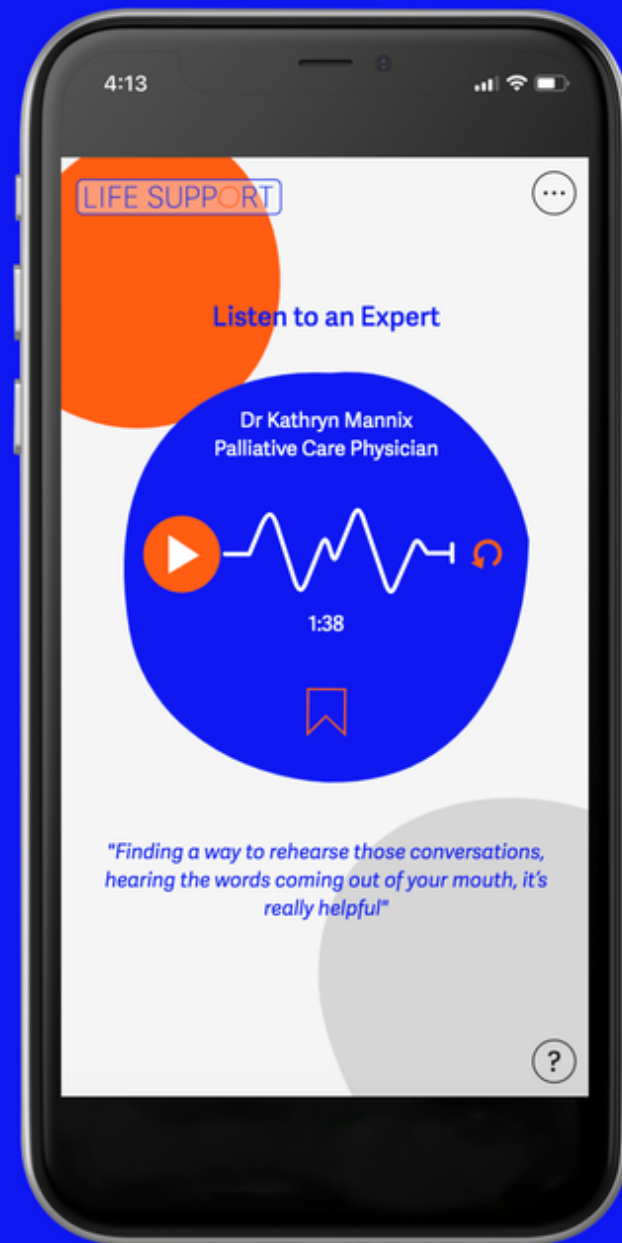 4:13
LIFE SUPPORT
Listen to an Expert
Dr Kathryn Mannix
Palliative Care Physician
1:38
"Finding a way to rehearse those conversations,
hearing the words coming out of your mouth, it's
really helpful"
?